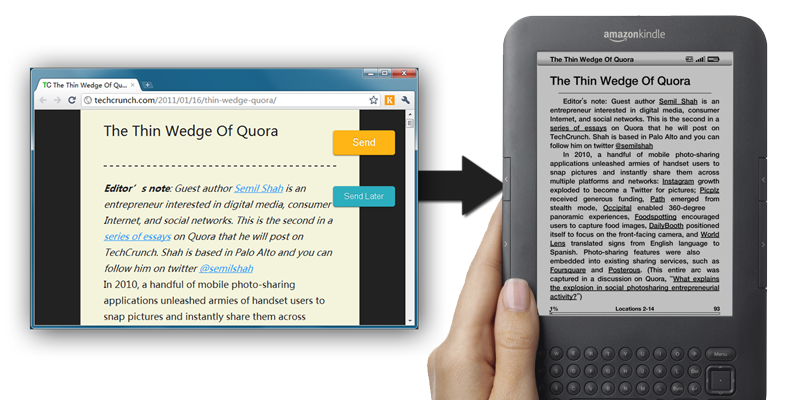 TC The Thin Wedge Of Qu...
techcrunch.com/2011/01/16/thin-wedge-quora/
K
The Thin Wedge Of Quora
Send
Editor's note: Guest author Semil Shah is an
entrepreneur interested in digital media, consumer
Send Later
Internet, and social networks. This is the second in a
series of essays on Quora that he will post on
TechCrunch. Shah is based in Palo Alto and you can
follow him on twitter @semilshah
In 2010, a handful of mobile photo-sharing
applications unleashed armies of handset users to
snap pictures and instantly share them across
amazonkindle
The Thin Wedge Of Quora
The Thin Wedge Of Quora
Editor's note: Guest author Semil Shah is an
entrepreneur interested in digital media, consumer
Internet, and social networks. This is the second in a
series of essays on Quora that he will post on
TechCrunch. Shah is based in Palo Alto and you can
follow him on twitter @semilshah
In 2010, a handful of mobile photo-sharing
applications unleashed armies of handset users to
snap pictures and instantly share them across
multiple platforms and networks: Instagram growth
exploded to become a Twitter for pictures; Picplz
received generous funding, Path emerged from
stealth mode, Occipital enabled 360-degree
panoramic experiences, Foodspotting encouraged
users to capture food images, DailyBooth positioned
itself to focus on the front-facing camera, and World
Lens translated signs from English language to
Spanish. Photo-sharing features were also
embedded into existing sharing services, such as
Foursquare and Posterous. (This entire arc was
captured in a discussion on Quora, "What explains
the explosion in social photosharing entrepreneurial
activity?")
1% Locations 2-14 93
W E R T Y U I O P Menu